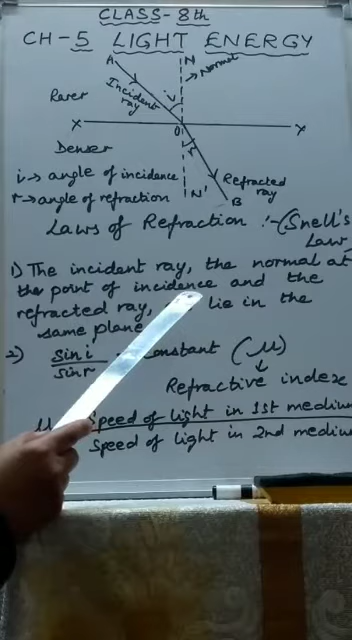 CLASS-8th
CH-5 LIGHT ENERGY
A
N
Normal
Incident ray
i
Rarer
X
O
X
Denser
r
i → angle of incidence
r → angle of refraction
N'
Refracted ray
B
Laws of Refraction :- (Snell's Law
1) The incident ray, the normal at
the point of incidence and the
refracted ray, lie in the
same plane
2) sin i
sin r
constant (μ)
Refractive index
μ
Speed of light in 1st medium
Speed of light in 2nd medium